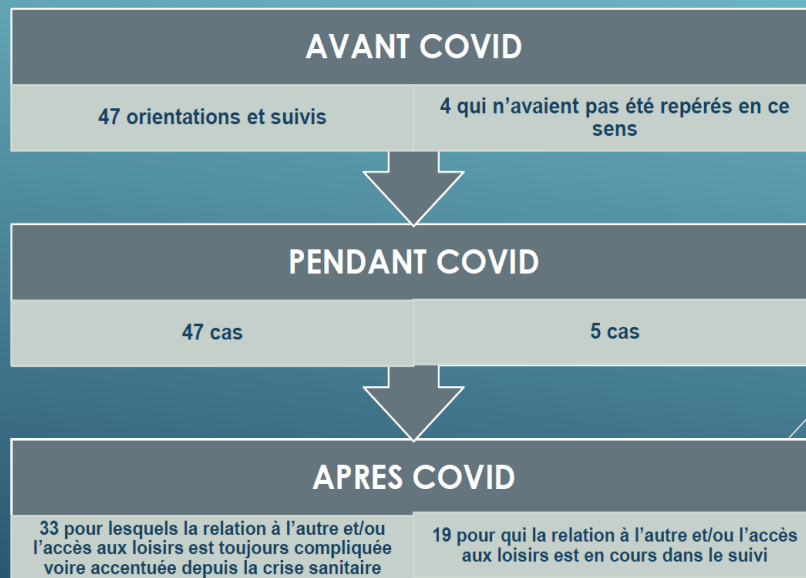 AVANT COVID
47 orientations et suivis
4 qui n'avaient pas été repérés en ce
sens
PENDANT COVID
47 cas
5 cas
APRES COVID
33 pour lesquels la relation à l'autre et/ou
l'accès aux loisirs est toujours compliquée
voire accentuée depuis la crise sanitaire
19 pour qui la relation à l'autre et/ou l'accès
aux loisirs est en cours dans le suivi